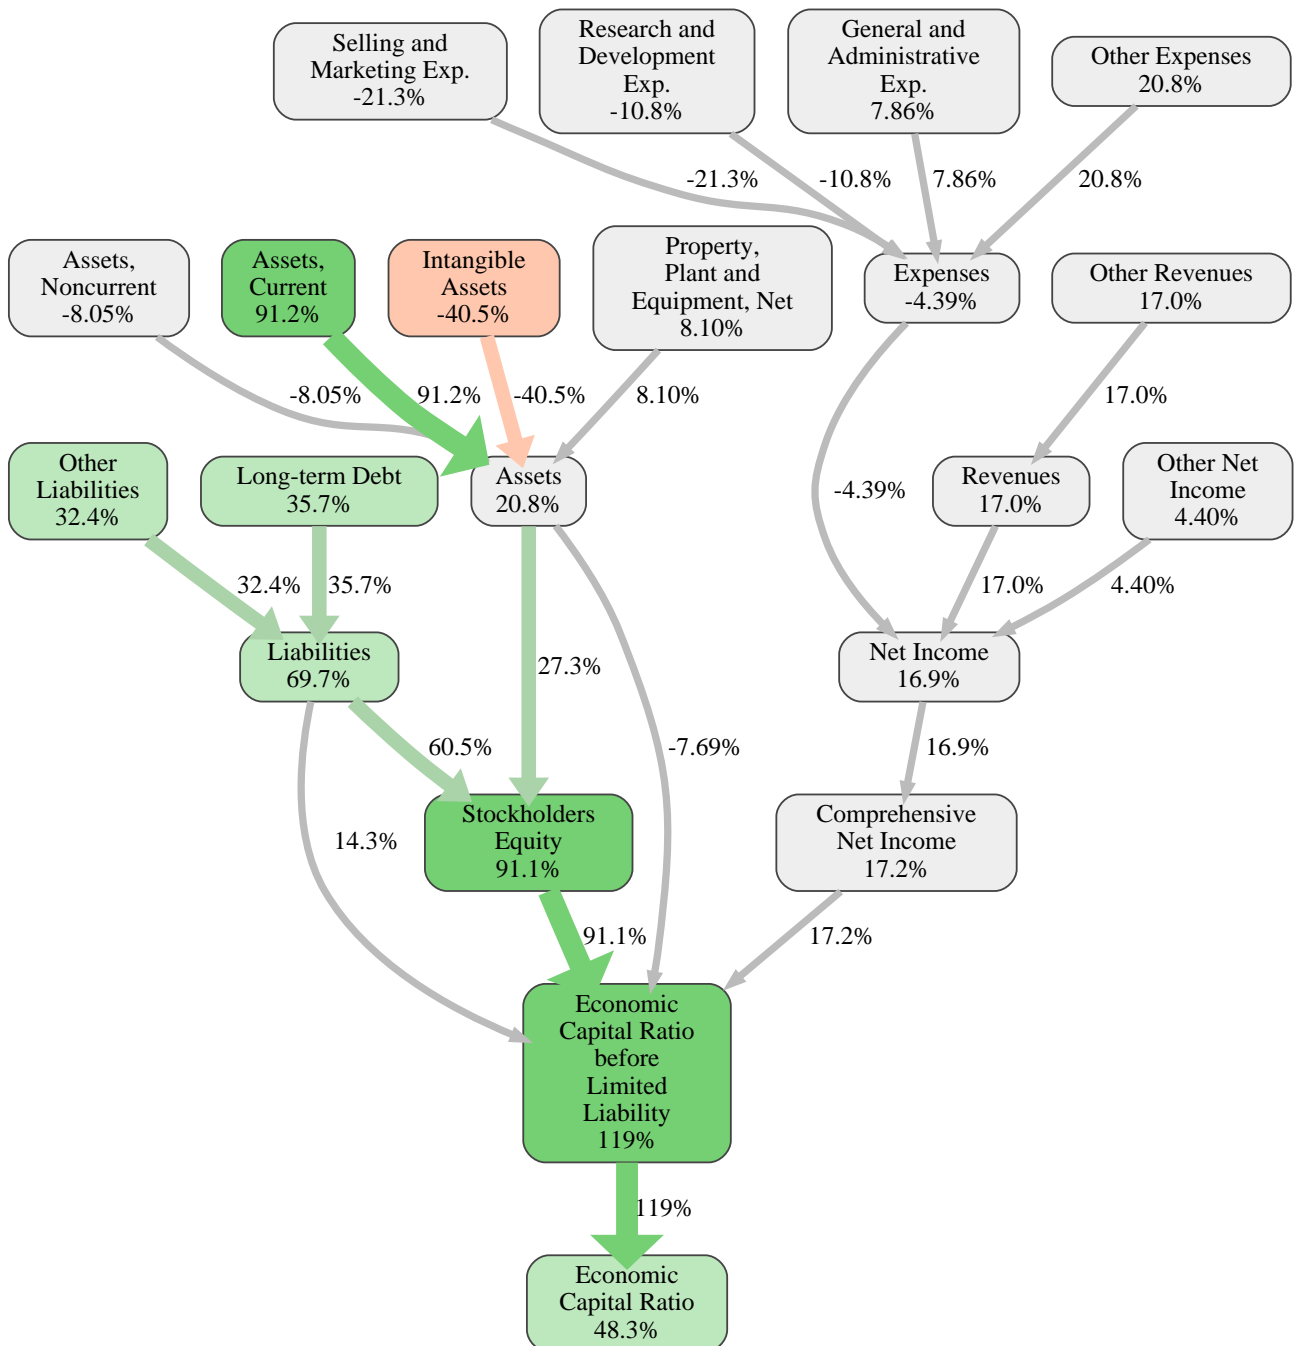 Selling and
Marketing Exp.
-21.3%
Research and
Development
Exp.
-10.8%
General and
Administrative
Exp.
7.86%
Other Expenses
20.8%
-21.3%
-10.8%
7.86%
20.8%
Assets,
Noncurrent
-8.05%
Assets,
Current
91.2%
Intangible
Assets
-40.5%
Property,
Plant and
Equipment, Net
8.10%
Expenses
-4.39%
Other Revenues
17.0%
-8.05%
91.2%
-40.5%
8.10%
17.0%
Other
Liabilities
32.4%
Long-term Debt
35.7%
Assets
20.8%
-4.39%
Revenues
17.0%
Other Net
Income
4.40%
32.4%
35.7%
17.0%
4.40%
Liabilities
69.7%
27.3%
Net Income
16.9%
60.5%
-7.69%
16.9%
14.3%
Stockholders
Equity
91.1%
Comprehensive
Net Income
17.2%
91.1%
17.2%
Economic
Capital Ratio
before
Limited
Liability
119%
119%
Economic
Capital Ratio
48.3%